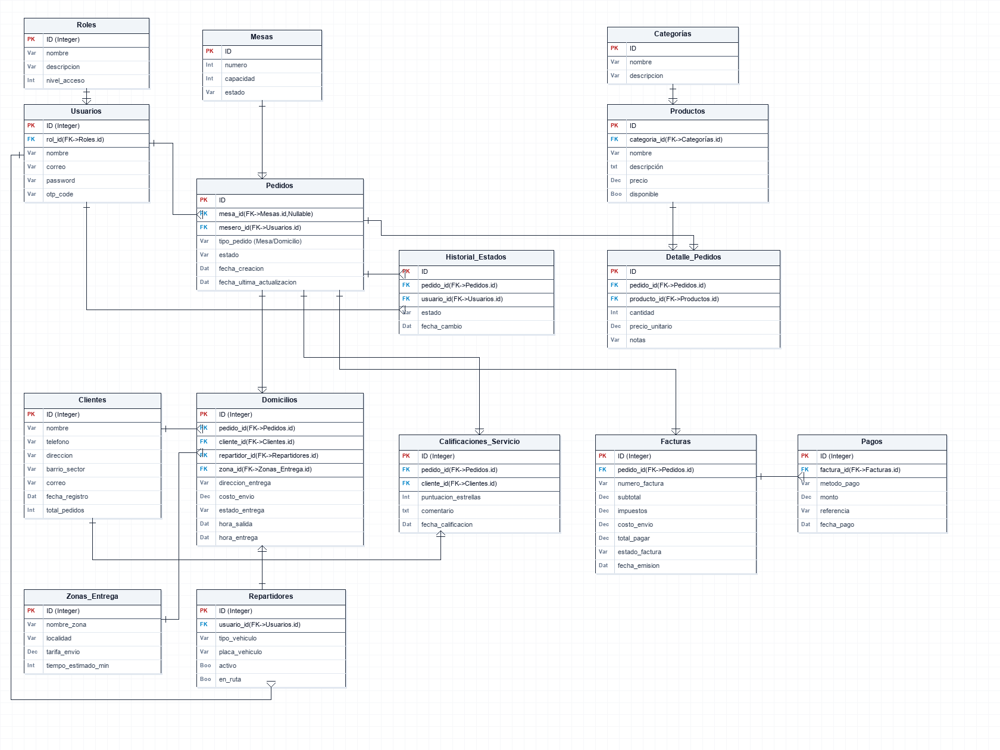 Roles
PK ID (Integer)
Var nombre
Var descripcion
Int nivel_acceso
Mesas
PK ID
Int numero
Int capacidad
Var estado
Categorías
PK ID
Var nombre
Var descripcion
Usuarios
PK ID (Integer)
FK rol_id(FK->Roles.id)
Var nombre
Var correo
Var password
Var otp_code
Productos
PK ID
FK categoria_id(FK->Categorías.id)
Var nombre
txt descripción
Dec precio
Boo disponible
Pedidos
PK ID
FK mesa_id(FK->Mesas.id,Nullable)
FK mesero_id(FK->Usuarios.id)
Var tipo_pedido (Mesa/Domicilio)
Var estado
Dat fecha_creacion
Dat fecha_ultima_actualizacion
Historial_Estados
PK ID
FK pedido_id(FK->Pedidos.id)
FK usuario_id(FK->Usuarios.id)
Var estado
Dat fecha_cambio
Detalle_Pedidos
PK ID
FK pedido_id(FK->Pedidos.id)
FK producto_id(FK->Productos.id)
Int cantidad
Dec precio_unitario
Var notas
Clientes
PK ID (Integer)
Var nombre
Var telefono
Var direccion
Var barrio_sector
Var correo
Dat fecha_registro
Int total_pedidos
Domicilios
PK ID (Integer)
FK pedido_id(FK->Pedidos.id)
FK cliente_id(FK->Clientes.id)
FK repartidor_id(FK->Repartidores.id)
FK zona_id(FK->Zonas_Entrega.id)
Var direccion_entrega
Dec costo_envio
Var estado_entrega
Dat hora_salida
Dat hora_entrega
Calificaciones_Servicio
PK ID (Integer)
FK pedido_id(FK->Pedidos.id)
FK cliente_id(FK->Clientes.id)
Int puntuacion_estrellas
txt comentario
Dat fecha_calificacion
Facturas
PK ID (Integer)
FK pedido_id(FK->Pedidos.id)
Var numero_factura
Dec subtotal
Dec impuestos
Dec costo_envio
Dec total_pagar
Var estado_factura
Dat fecha_emision
Pagos
PK ID (Integer)
FK factura_id(FK->Facturas.id)
Var metodo_pago
Dec monto
Var referencia
Dat fecha_pago
Zonas_Entrega
PK ID (Integer)
Var nombre_zona
Var localidad
Dec tarifa_envio
Int tiempo_estimado_min
Repartidores
PK ID (Integer)
FK usuario_id(FK->Usuarios.id)
Var tipo_vehiculo
Var placa_vehiculo
Boo activo
Boo en_ruta